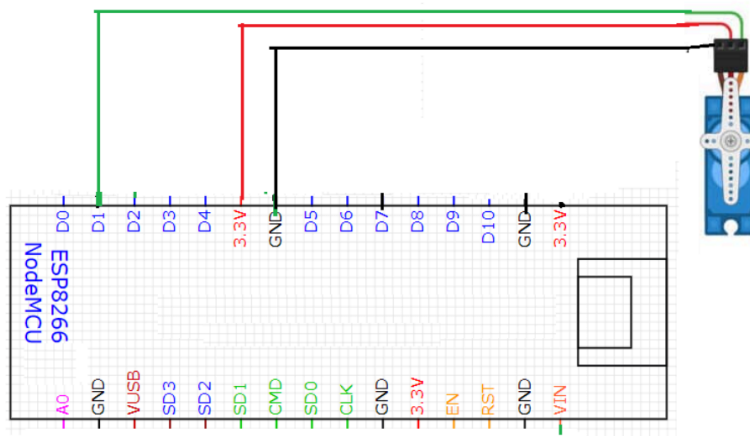 D0
D1
D2
D3
D4
3.3V
GND
D5
D6
D7
D8
D9
D10
GND
3.3V
ESP8266
NodeMCU
A0
GND
VUSB
SD3
SD2
SD1
CMD
SD0
CLK
GND
3.3V
EN
RST
GND
VIN